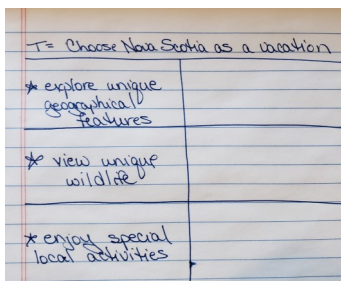 T= Choose Nova Scotia as a vacation
* explore unique
geographical
features
* view unique
wildlife
* enjoy special
local activities